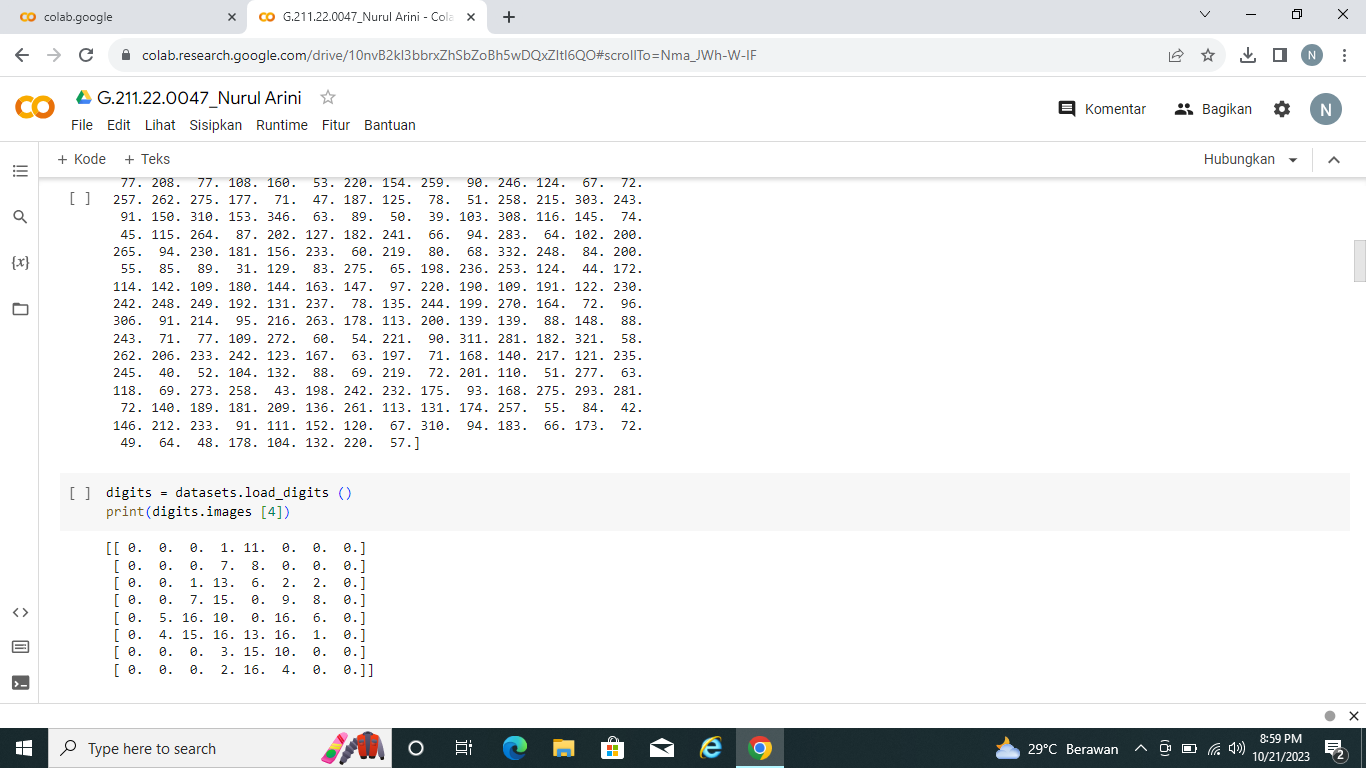 colab.google
G.211.22.0047_Nurul Arini - Cola
colab.research.google.com/drive/10nvB2kI3bbrxZhSbZoBh5wDQxZItI6QO#scrollTo=Nma_JWh-W-IF
N
G.211.22.0047_Nurul Arini
Komentar
Bagikan
N
File Edit Lihat Sisipkan Runtime Fitur Bantuan
+ Kode + Teks
Hubungkan
77. 208. 77. 108. 160. 53. 220. 154. 259. 90. 246. 124. 67. 72.
[ ] 257. 262. 275. 177. 71. 47. 187. 125. 78. 51. 258. 215. 303. 243.
91. 150. 310. 153. 346. 63. 89. 50. 39. 103. 308. 116. 145. 74.
45. 115. 264. 87. 202. 127. 182. 241. 66. 94. 283. 64. 102. 200.
265. 94. 230. 181. 156. 233. 60. 219. 80. 68. 332. 248. 84. 200.
55. 85. 89. 31. 129. 83. 275. 65. 198. 236. 253. 124. 44. 172.
114. 142. 109. 180. 144. 163. 147. 97. 220. 190. 109. 191. 122. 230.
242. 248. 249. 192. 131. 237. 78. 135. 244. 199. 270. 164. 72. 96.
306. 91. 214. 95. 216. 263. 178. 113. 200. 139. 139. 88. 148. 88.
243. 71. 77. 109. 272. 60. 54. 221. 90. 311. 281. 182. 321. 58.
262. 206. 233. 242. 123. 167. 63. 197. 71. 168. 140. 217. 121. 235.
245. 40. 52. 104. 132. 88. 69. 219. 72. 201. 110. 51. 277. 63.
118. 69. 273. 258. 43. 198. 242. 232. 175. 93. 168. 275. 293. 281.
72. 140. 189. 181. 209. 136. 261. 113. 131. 174. 257. 55. 84. 42.
146. 212. 233. 91. 111. 152. 120. 67. 310. 94. 183. 66. 173. 72.
49. 64. 48. 178. 104. 132. 220. 57.]
[ ] digits = datasets.load_digits ()
print(digits.images [4])
[[ 0. 0. 0. 1. 11. 0. 0. 0.]
[ 0. 0. 0. 7. 8. 0. 0. 0.]
[ 0. 0. 1. 13. 6. 2. 2. 0.]
[ 0. 0. 7. 15. 0. 9. 8. 0.]
[ 0. 5. 16. 10. 0. 16. 6. 0.]
[ 0. 4. 15. 16. 13. 16. 1. 0.]
[ 0. 0. 0. 3. 15. 10. 0. 0.]
[ 0. 0. 0. 2. 16. 4. 0. 0.]]
Type here to search
29°C Berawan
8:59 PM
10/21/2023
2